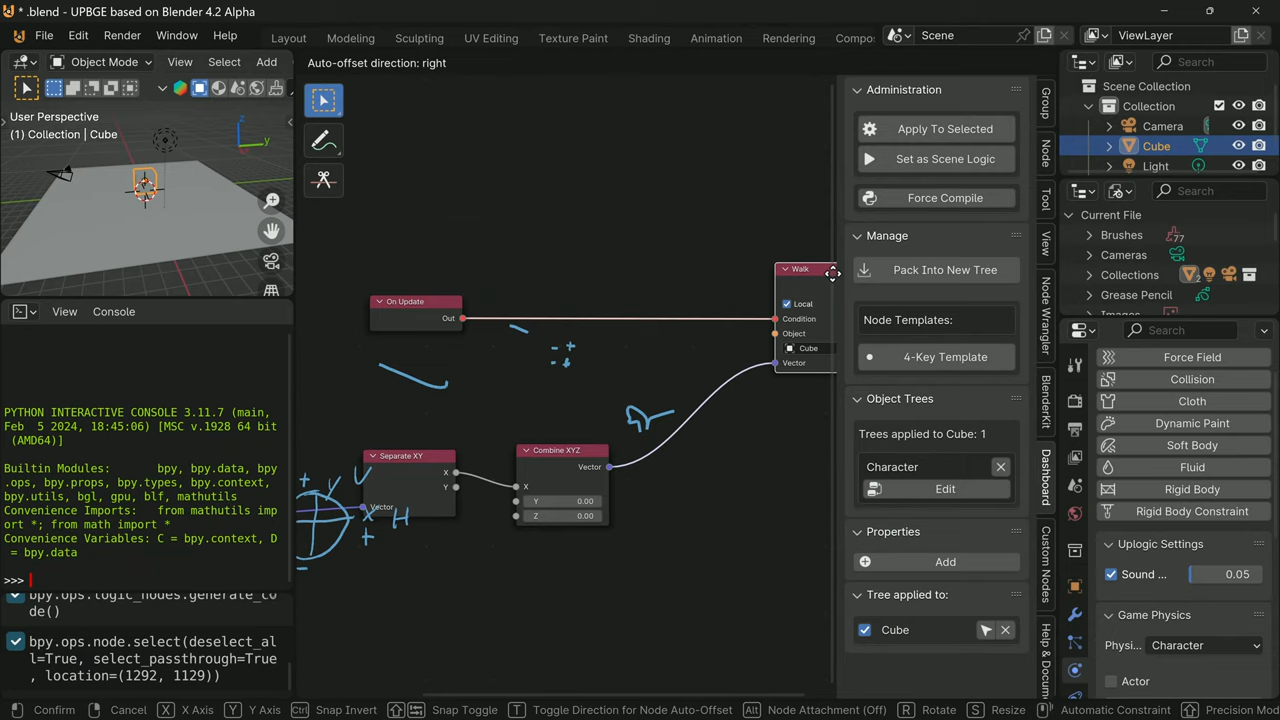 * .blend - UPBGE based on Blender 4.2 Alpha
File Edit Render Window Help
Layout Modeling Sculpting UV Editing Texture Paint Shading Animation Rendering Compo
Scene
ViewLayer
Object Mode View Select Add
User Perspective
(1) Collection | Cube
Z
Y
View Console
PYTHON INTERACTIVE CONSOLE 3.11.7 (main,
Feb 5 2024, 18:45:06) [MSC v.1928 64 bit
(AMD64)]
Builtin Modules: bpy, bpy.data, bpy
.ops, bpy.props, bpy.types, bpy.context,
bpy.utils, bgl, gpu, blf, mathutils
Convenience Imports: from mathutils imp
ort *; from math import *
Convenience Variables: C = bpy.context, D
= bpy.data
>>>
bpy.ops.logic_nodes.generate_co
de()
bpy.ops.node.select(deselect_al
l=True, select_passthrough=True
, location=(1292, 1129))
Auto-offset direction: right
On Update
Out
Walk
Local
Condition
Object
Cube
Vector
Separate XY
X
Y
Vector
Combine XYZ
Vector
X
Y 0.00
Z 0.00
- +
- +
+ y V
x H
+
-
Administration
Apply To Selected
Set as Scene Logic
Force Compile
Manage
Pack Into New Tree
Node Templates:
4-Key Template
Object Trees
Trees applied to Cube: 1
Character
Edit
Properties
Add
Tree applied to:
Cube
Group
Node
Tool
View
Node Wrangler
BlenderKit
Dashboard
Custom Nodes
Help & Docume
Search
Scene Collection
Collection
Camera
Cube
Light
Search
Current File
Brushes 77
Cameras
Collections 2
Grease Pencil
Images
Search
Force Field
Collision
Cloth
Dynamic Paint
Soft Body
Fluid
Rigid Body
Rigid Body Constraint
Uplogic Settings
Sound ... 0.05
Game Physics
Physi... Character
Actor
Confirm Cancel X X Axis Y Y Axis Ctrl Snap Invert Snap Toggle T Toggle Direction for Node Auto-Offset Alt Node Attachment (Off) R Rotate S Resize Automatic Constraint Precision Mod